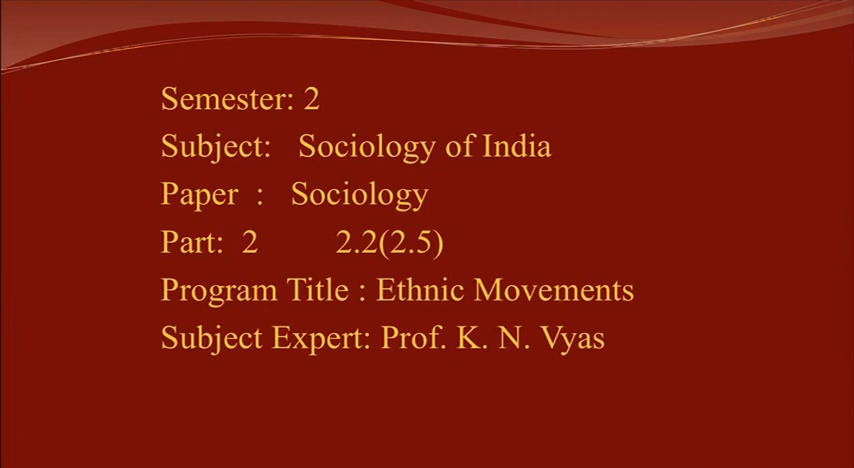 Semester: 2
Subject: Sociology of India
Paper : Sociology
Part: 2 2.2(2.5)
Program Title : Ethnic Movements
Subject Expert: Prof. K. N. Vyas